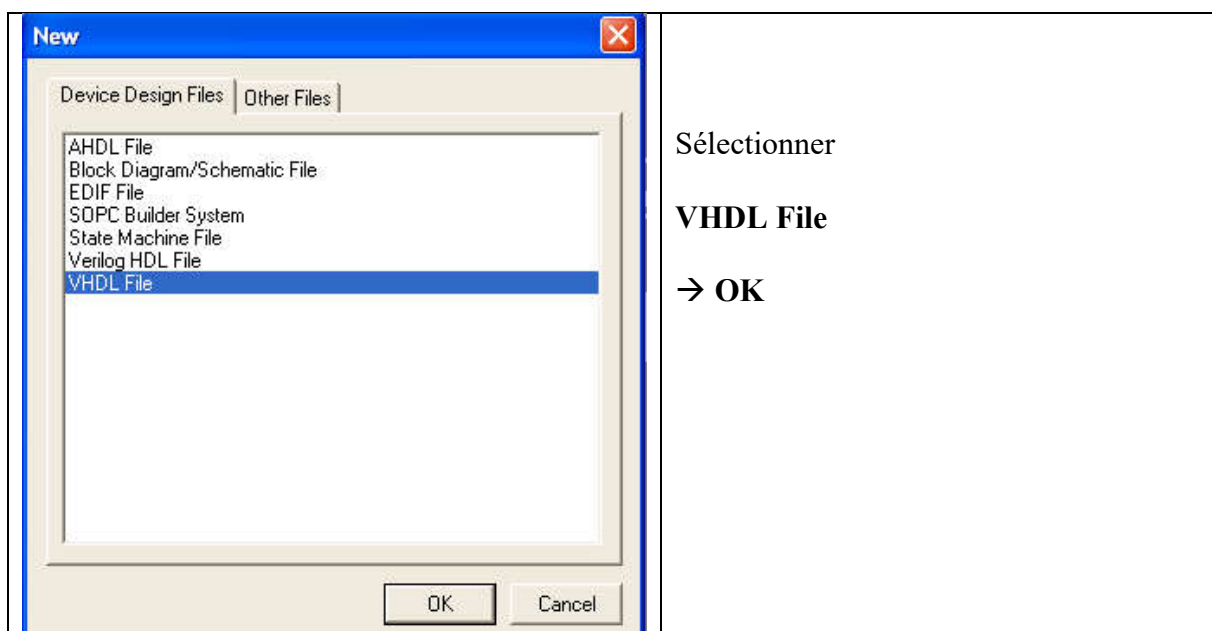 New
Device Design Files
Other Files
AHDL File
Block Diagram/Schematic File
EDIF File
SOPC Builder System
State Machine File
Verilog HDL File
VHDL File
OK
Cancel
Sélectionner
VHDL File
→ OK